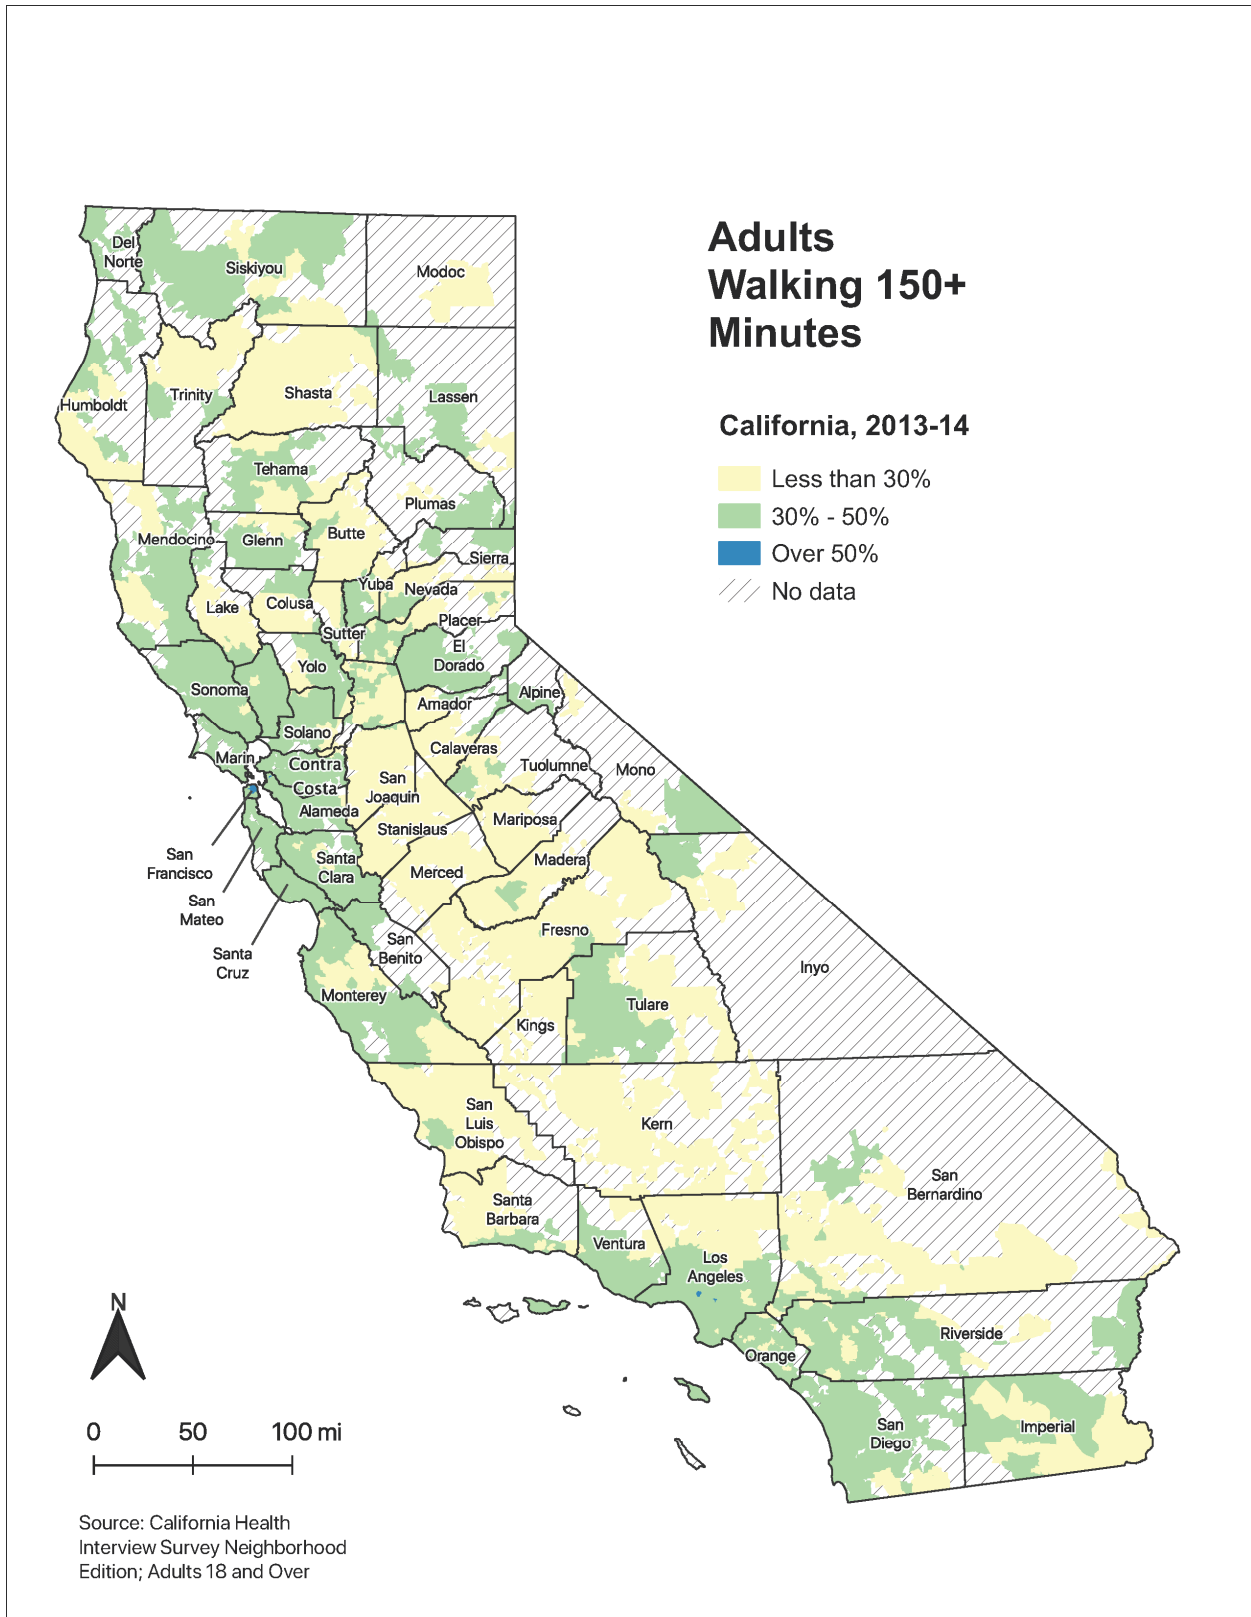 Adults
Walking 150+
Minutes
California, 2013-14
Less than 30%
30% - 50%
Over 50%
No data
Del
Norte
Siskiyou
Modoc
Humboldt
Trinity
Shasta
Lassen
Tehama
Plumas
Mendocino
Glenn
Butte
Sierra
Lake
Colusa
Yuba
Nevada
Sutter
Placer
El
Dorado
Yolo
Sonoma
Amador
Alpine
Solano
Marin
Contra
Costa
Calaveras
Tuolumne
Mono
San
Joaquin
Alameda
Stanislaus
Mariposa
Santa
Clara
Merced
Madera
San
Francisco
San
Mateo
Santa
Cruz
San
Benito
Fresno
Inyo
Monterey
Kings
Tulare
San
Luis
Obispo
Kern
San
Bernardino
Santa
Barbara
Ventura
Los
Angeles
Orange
Riverside
San
Diego
Imperial
N
0 50 100 mi
Source: California Health
Interview Survey Neighborhood
Edition; Adults 18 and Over